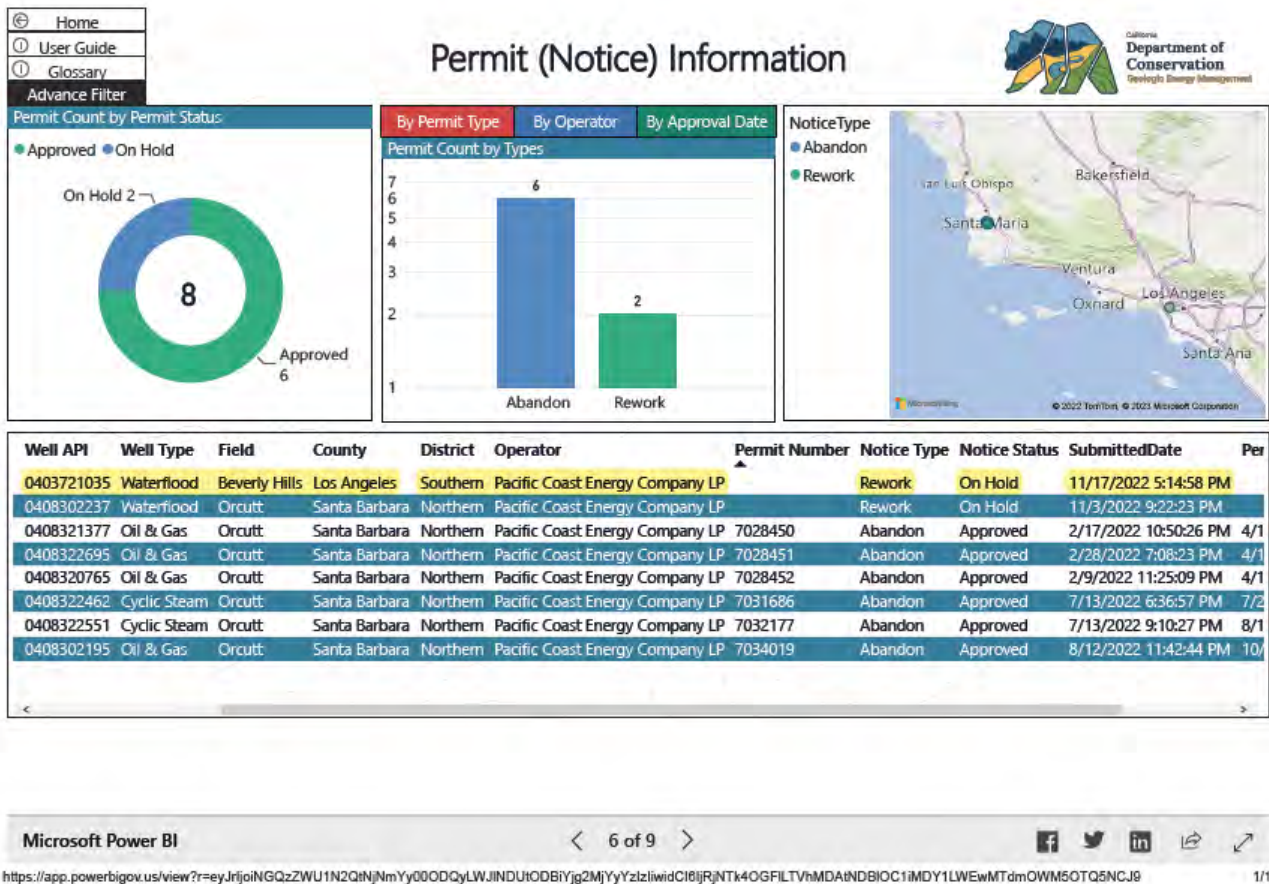 Home
User Guide
Glossary
Advance Filter
Permit (Notice) Information
California
Department of
Conservation
Geologic Energy Management
Permit Count by Permit Status
Approved On Hold
On Hold 2
8
Approved
6
By Permit Type By Operator By Approval Date
Permit Count by Types
7
6
5
4
3
2
1
6
2
Abandon Rework
NoticeType
Abandon
Rework
San Luis Obispo
Bakersfield
Santa Maria
Ventura
Oxnard
Los Angeles
Santa Ana
Microsoft Bing
© 2022 TomTom, © 2023 Microsoft Corporation
Well API Well Type Field County District Operator Permit Number Notice Type Notice Status SubmittedDate Per
0403721035 Waterflood Beverly Hills Los Angeles Southern Pacific Coast Energy Company LP Rework On Hold 11/17/2022 5:14:58 PM
0408302237 Waterflood Orcutt Santa Barbara Northern Pacific Coast Energy Company LP Rework On Hold 11/3/2022 9:22:23 PM
0408321377 Oil & Gas Orcutt Santa Barbara Northern Pacific Coast Energy Company LP 7028450 Abandon Approved 2/17/2022 10:50:26 PM 4/1
0408322695 Oil & Gas Orcutt Santa Barbara Northern Pacific Coast Energy Company LP 7028451 Abandon Approved 2/28/2022 7:08:23 PM 4/1
0408320765 Oil & Gas Orcutt Santa Barbara Northern Pacific Coast Energy Company LP 7028452 Abandon Approved 2/9/2022 11:25:09 PM 4/1
0408322462 Cyclic Steam Orcutt Santa Barbara Northern Pacific Coast Energy Company LP 7031686 Abandon Approved 7/13/2022 6:36:57 PM 7/2
0408322551 Cyclic Steam Orcutt Santa Barbara Northern Pacific Coast Energy Company LP 7032177 Abandon Approved 7/13/2022 9:10:27 PM 8/1
0408302195 Oil & Gas Orcutt Santa Barbara Northern Pacific Coast Energy Company LP 7034019 Abandon Approved 8/12/2022 11:42:44 PM 10/
Microsoft Power BI
6 of 9
1/1